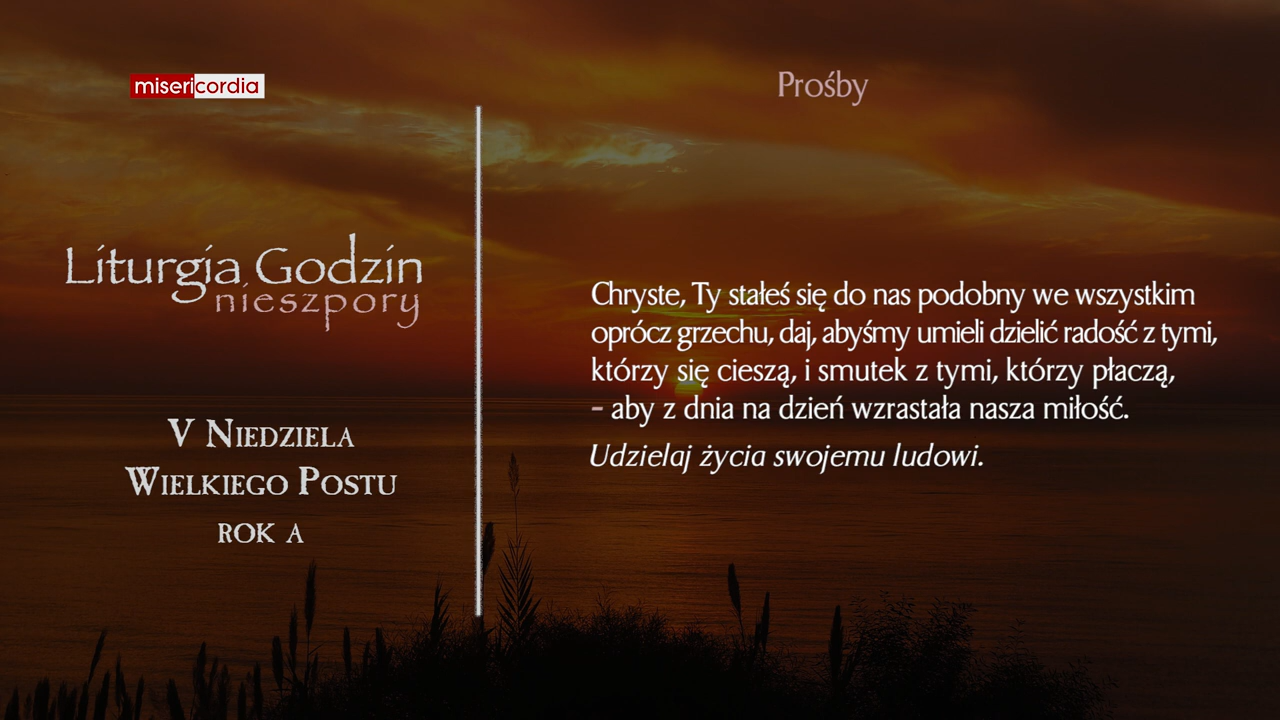 misericordia
Prośby
Liturgia Godzin
nieszpory
V Niedziela
Wielkiego Postu
rok a
Chryste, Ty stałeś się do nas podobny we wszystkim
oprócz grzechu, daj, abyśmy umieli dzielić radość z tymi,
którzy się cieszą, i smutek z tymi, którzy płaczą,
- aby z dnia na dzień wzrastała nasza miłość.
Udzielaj życia swojemu ludowi.